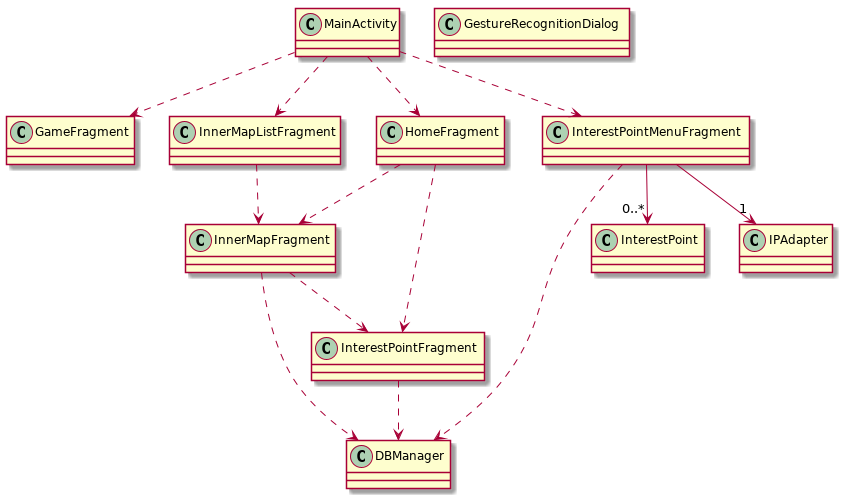 C MainActivity
C GestureRecognitionDialog
C GameFragment
C InnerMapListFragment
C HomeFragment
C InterestPointMenuFragment
0..*
1
C InnerMapFragment
C InterestPoint
C IPAdapter
C InterestPointFragment
C DBManager